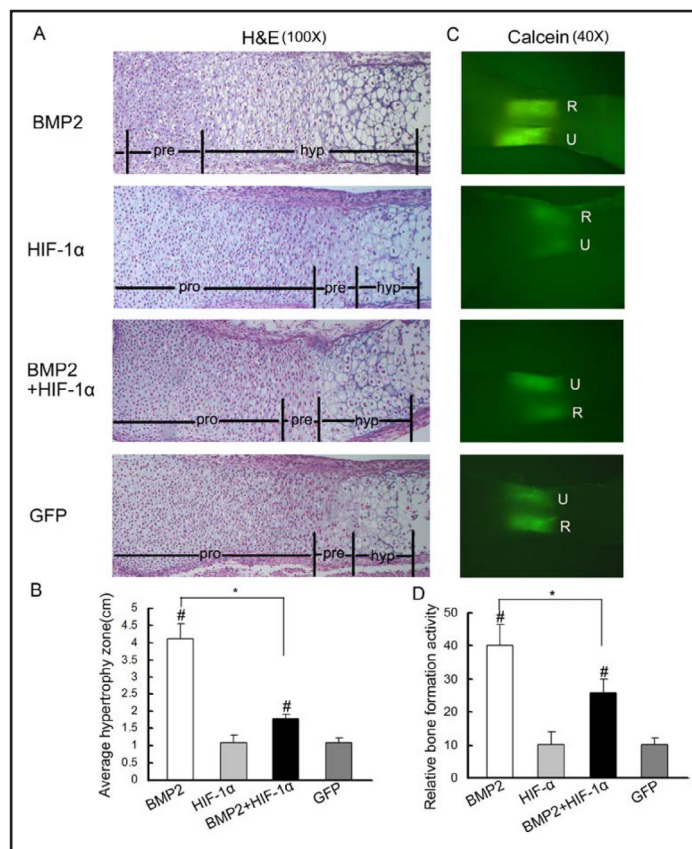 A
H&E (100X)
C
Calcein (40X)
BMP2
pre
hyp
R
U
HIF-1α
pro
pre
hyp
R
U
BMP2
+HIF-1α
pro
pre
hyp
U
R
GFP
pro
pre
hyp
U
R
B
Average hypertrophy zone(cm)
5
4.5
4
3.5
3
2.5
2
1.5
1
0.5
0
#
*
#
BMP2
HIF-1α
BMP2+HIF-1α
GFP
D
Relative bone formation activity
50
40
30
20
10
0
#
*
#
BMP2
HIF-α
BMP2+HIF-1α
GFP